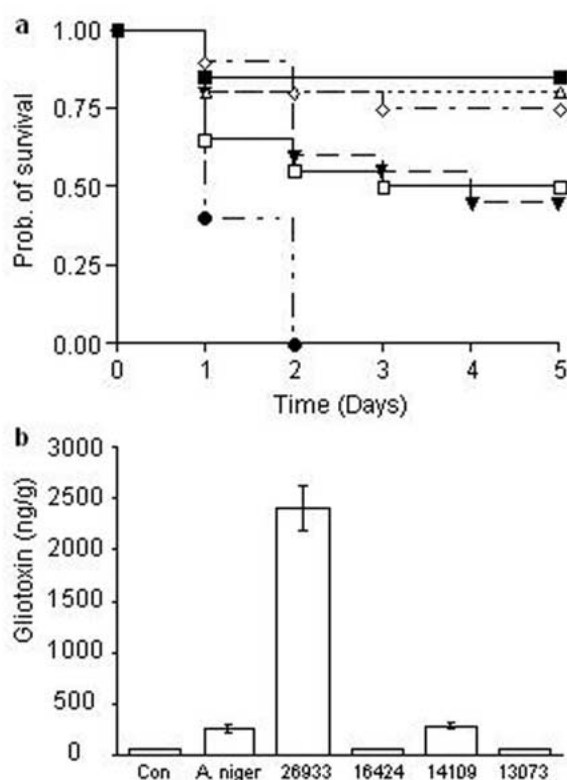 a
1.00
0.75
0.50
0.25
0.00
Prob. of survival
0 1 2 3 4 5
Time (Days)
b
3000
2500
2000
1500
1000
500
0
Gliotoxin (ng/g)
Con A. niger 26933 16424 14109 13073